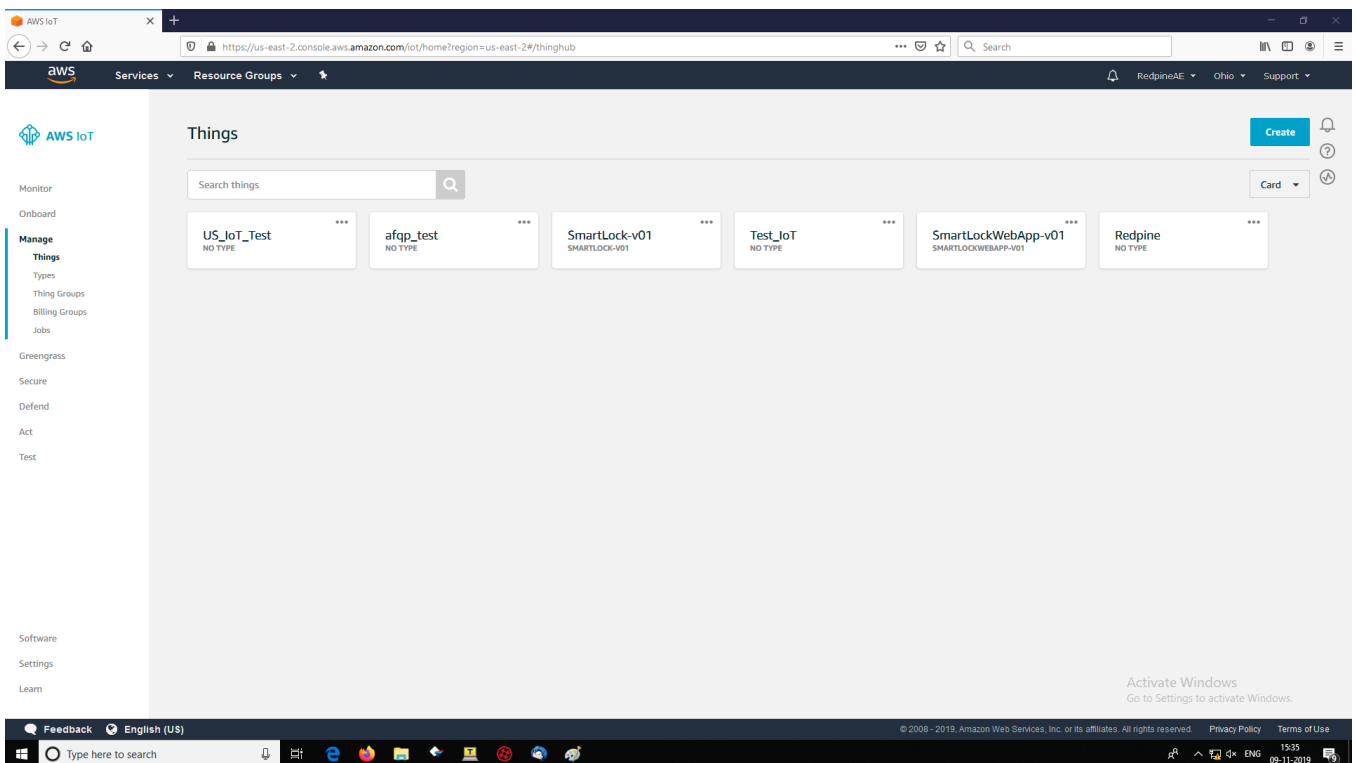 AWS IoT
https://us-east-2.console.aws.amazon.com/iot/home?region=us-east-2#/thinghub
Search
aws
Services
Resource Groups
RedpineAE
Ohio
Support
AWS IoT
Things
Create
Search things
Card
Monitor
Onboard
Manage
Things
Types
Thing Groups
Billing Groups
Jobs
Greengrass
Secure
Defend
Act
Test
US_IoT_Test
NO TYPE
afqp_test
NO TYPE
SmartLock-v01
SMARTLOCK-V01
Test_IoT
NO TYPE
SmartLockWebApp-v01
SMARTLOCKWEBAPP-V01
Redpine
NO TYPE
Software
Settings
Learn
Activate Windows
Go to Settings to activate Windows.
Feedback
English (US)
© 2008 - 2019, Amazon Web Services, Inc. or its affiliates. All rights reserved.
Privacy Policy
Terms of Use
Type here to search
ENG
15:35
09-11-2019